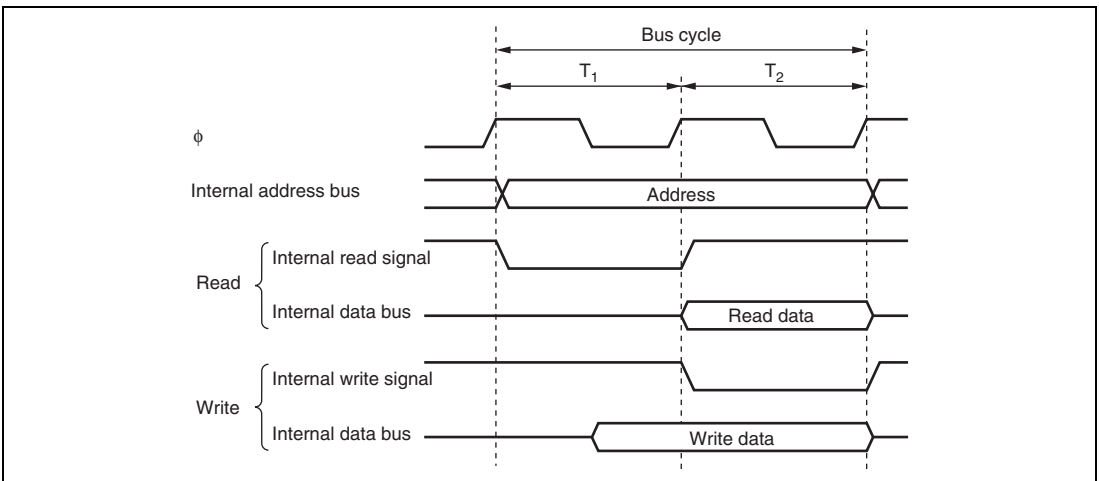 Bus cycle
T₁ T₂
ϕ
Internal address bus Address
Internal read signal
Read
Internal data bus Read data
Internal write signal
Write
Internal data bus Write data